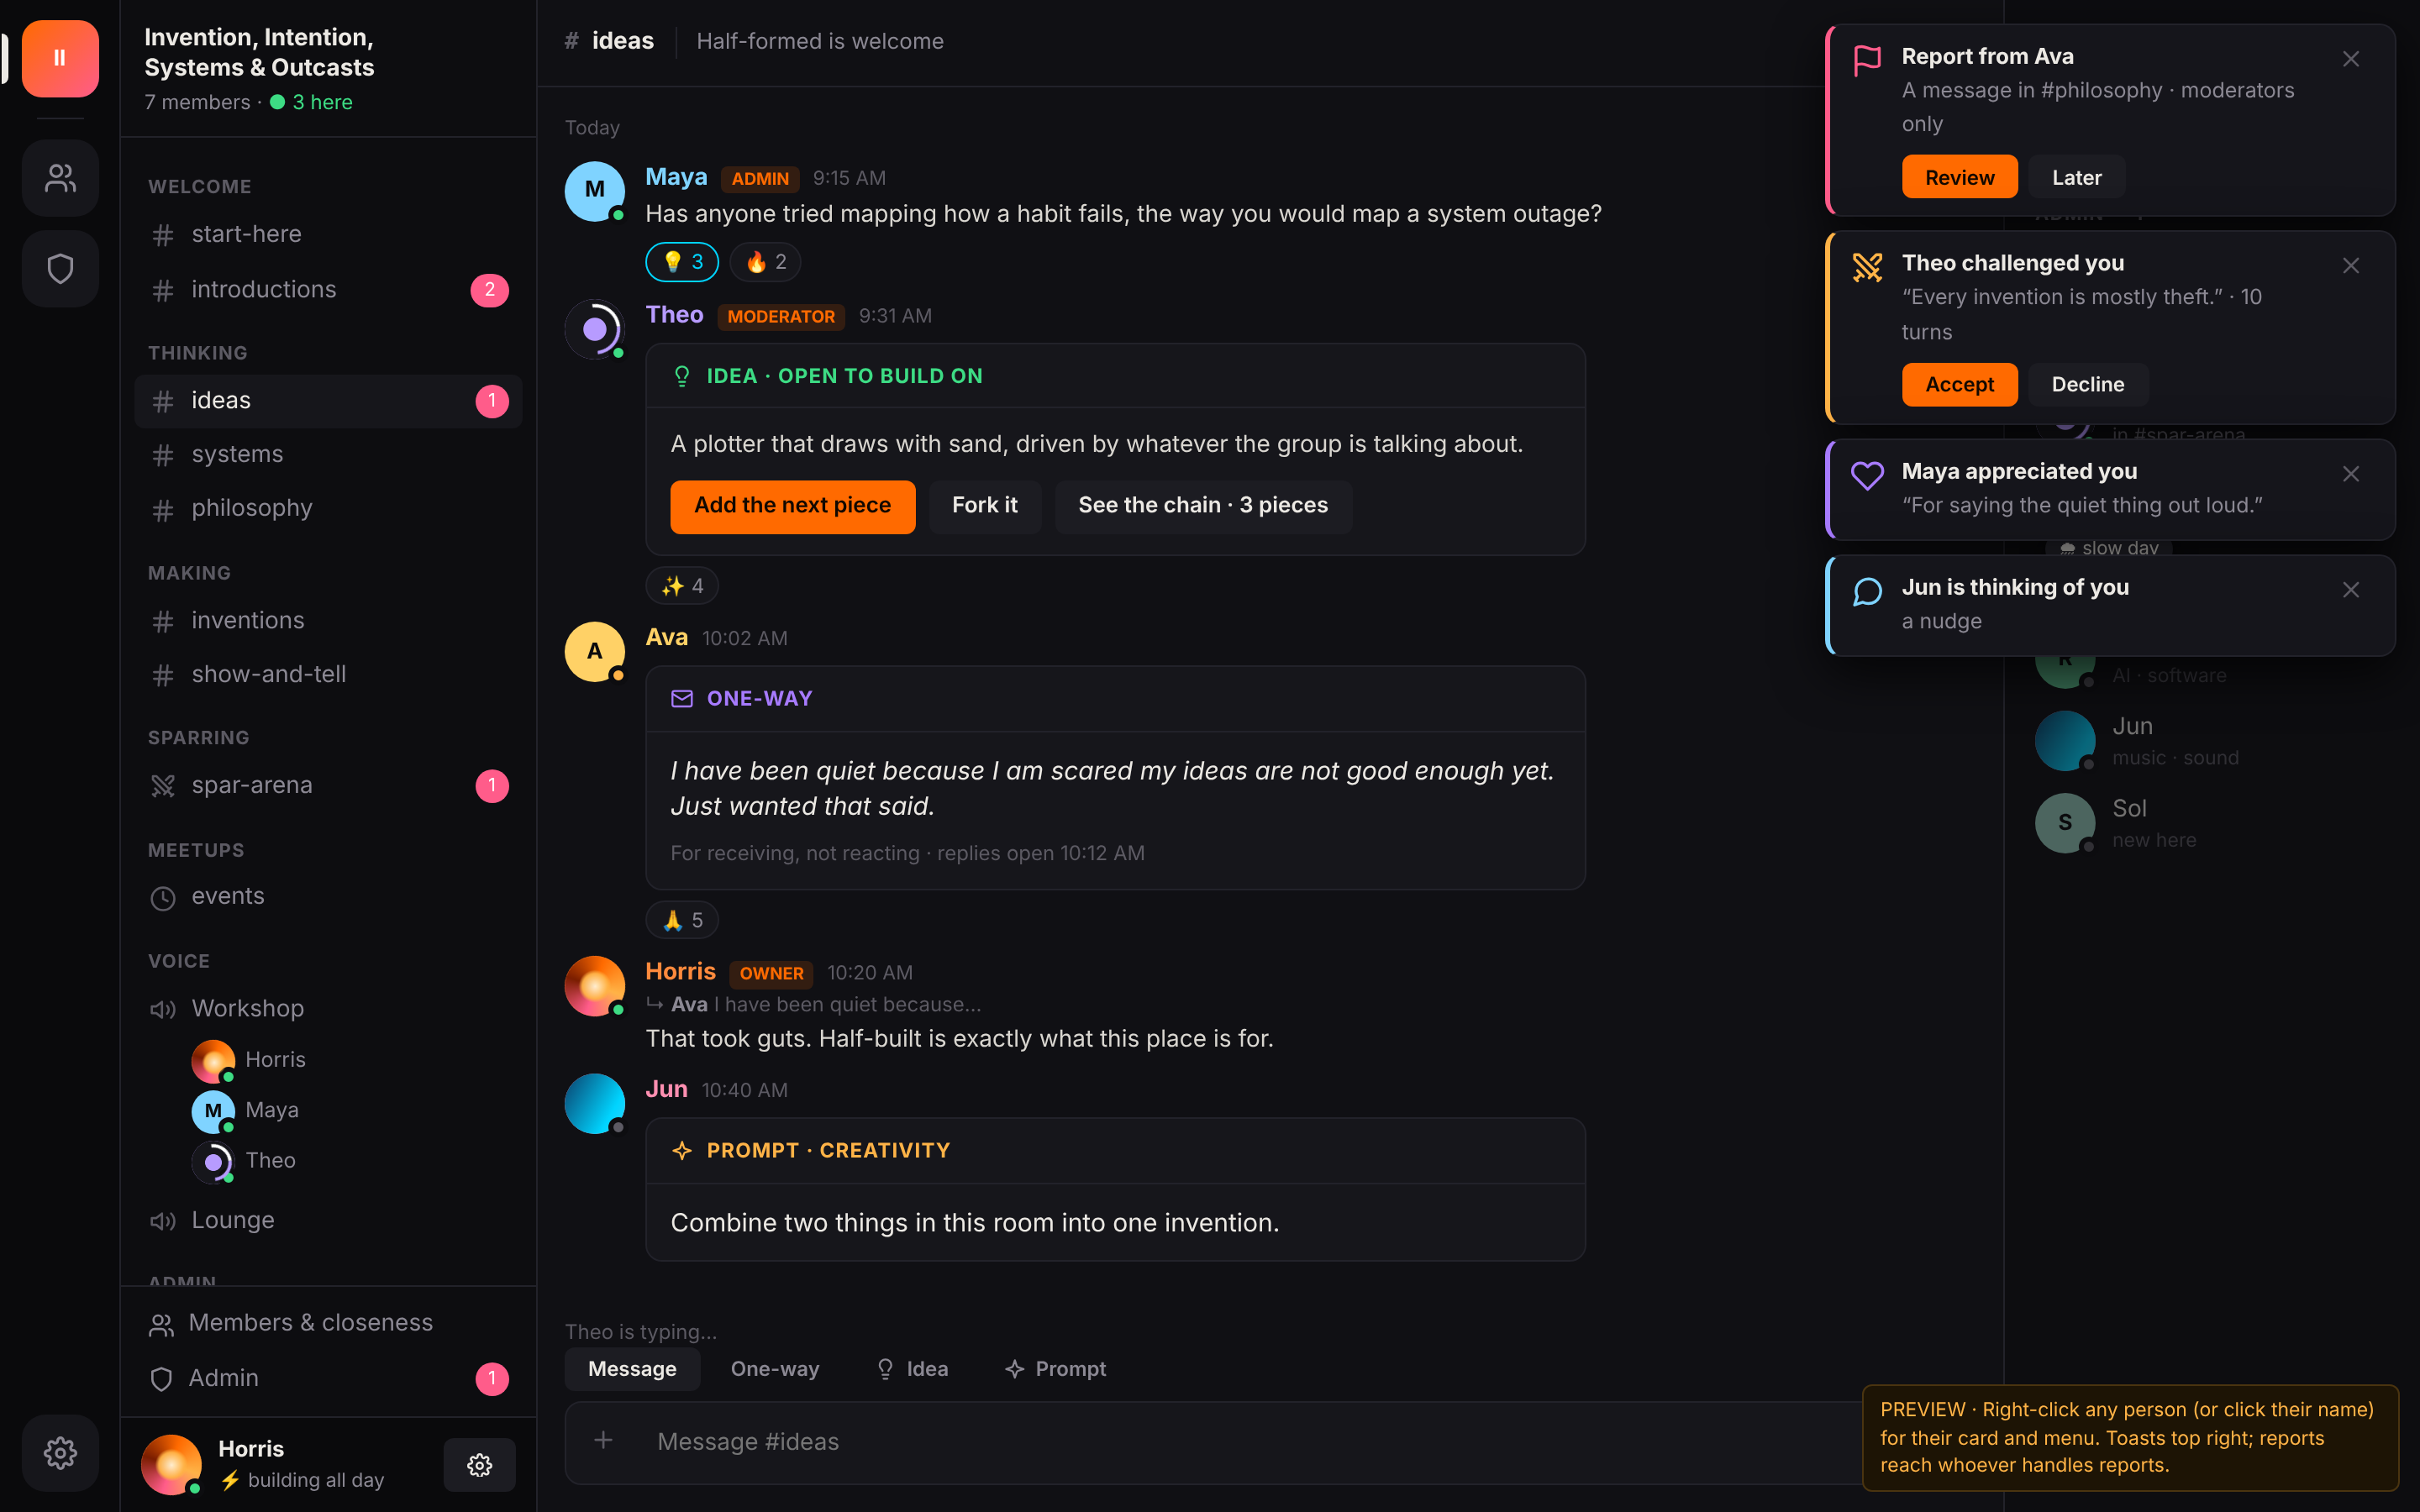 II
Invention, Intention,
Systems & Outcasts
7 members · 3 here
WELCOME
start-here
introductions 2
THINKING
ideas 1
systems
philosophy
MAKING
inventions
show-and-tell
SPARRING
spar-arena 1
MEETUPS
events
VOICE
Workshop
Horris
M Maya
Theo
Lounge
ADMIN
Members & closeness
Admin 1
Horris
⚡ building all day
# ideas Half-formed is welcome
Today
M
Maya ADMIN 9:15 AM
Has anyone tried mapping how a habit fails, the way you would map a system outage?
💡 3 🔥 2
Theo MODERATOR 9:31 AM
IDEA · OPEN TO BUILD ON
A plotter that draws with sand, driven by whatever the group is talking about.
Add the next piece Fork it See the chain · 3 pieces
✨ 4
A
Ava 10:02 AM
ONE-WAY
I have been quiet because I am scared my ideas are not good enough yet.
Just wanted that said.
For receiving, not reacting · replies open 10:12 AM
🙏 5
Horris OWNER 10:20 AM
↳ Ava I have been quiet because...
That took guts. Half-built is exactly what this place is for.
Jun 10:40 AM
PROMPT · CREATIVITY
Combine two things in this room into one invention.
Theo is typing...
Message One-way Idea Prompt
+ Message #ideas
Report from Ava
A message in #philosophy · moderators
only
Review Later
Theo challenged you
“Every invention is mostly theft.” · 10
turns
Accept Decline
in #spar-arena
Maya appreciated you
“For saying the quiet thing out loud.”
slow day
Jun is thinking of you
a nudge
R
AI · software
Jun
music · sound
S
Sol
new here
PREVIEW · Right-click any person (or click their name)
for their card and menu. Toasts top right; reports
reach whoever handles reports.